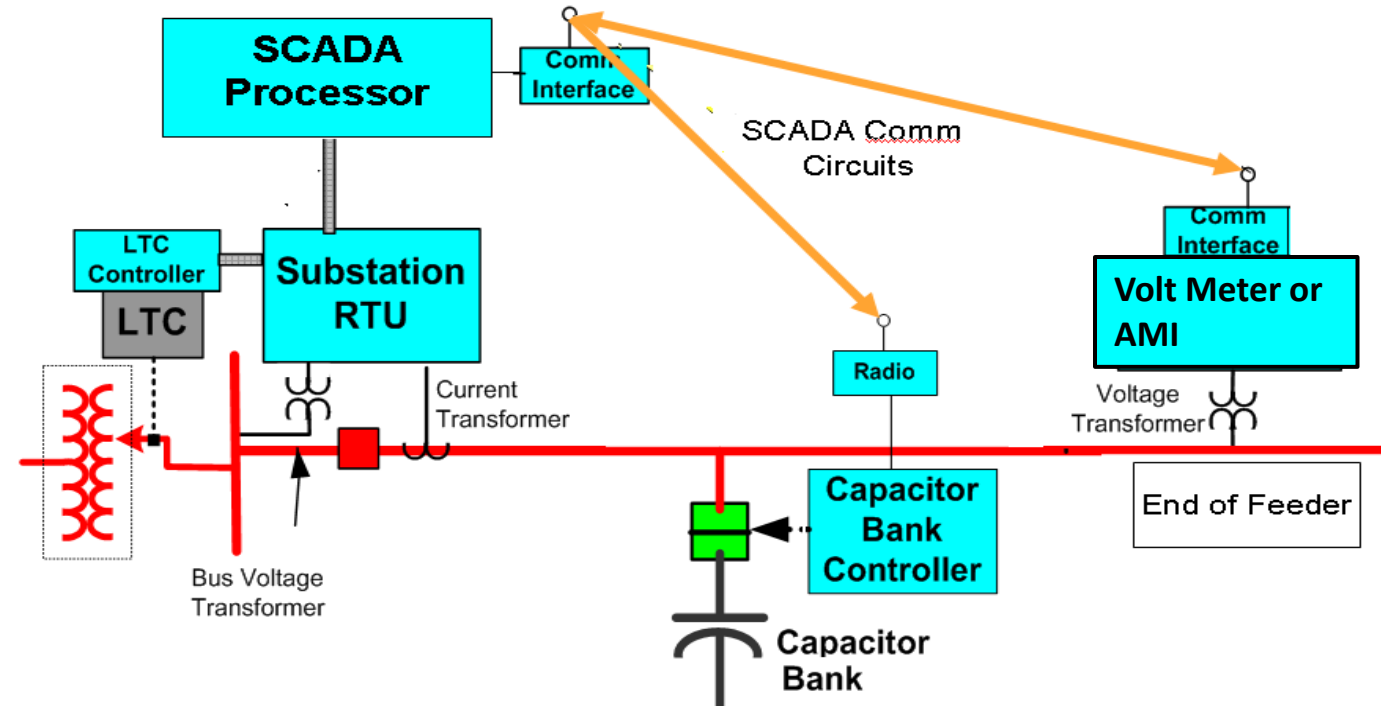 SCADA
Processor
Comm
Interface
SCADA Comm
Circuits
Comm
Interface
Volt Meter or
AMI
LTC
Controller
LTC
Substation
RTU
Current
Transformer
Radio
Voltage
Transformer
End of Feeder
Capacitor
Bank
Controller
Bus Voltage
Transformer
Capacitor
Bank